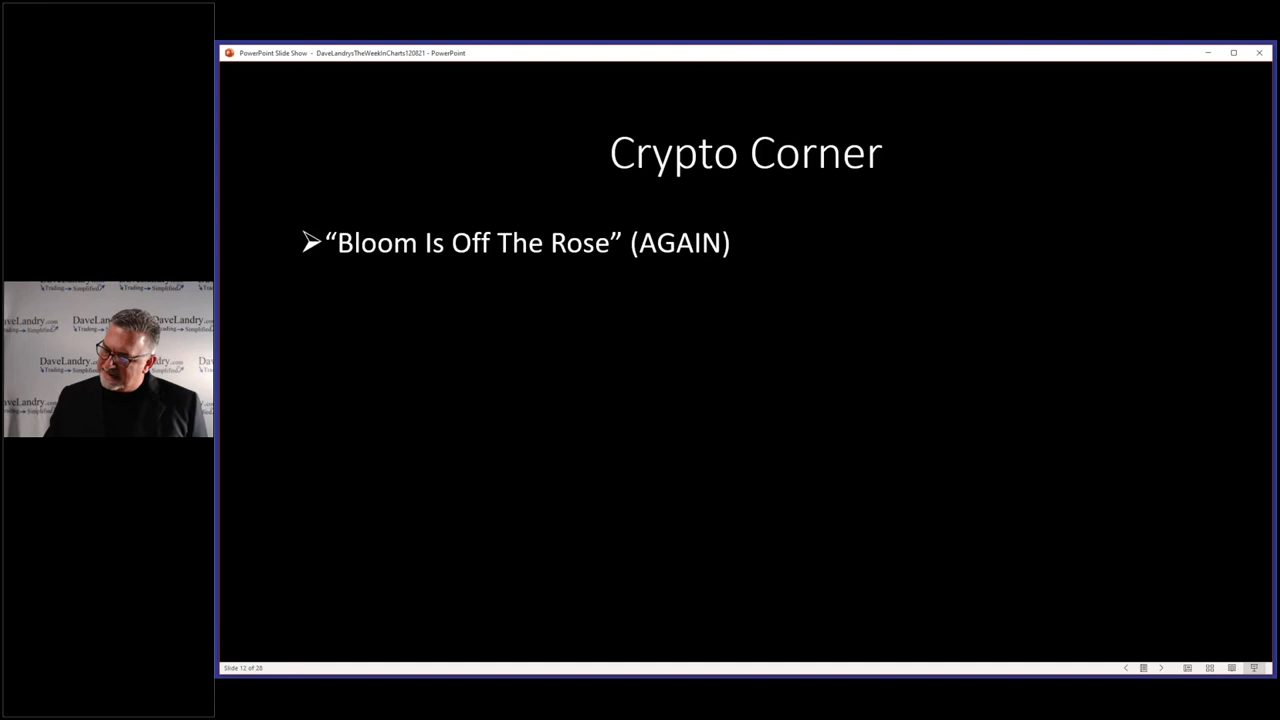 PowerPoint Slide Show - DaveLandrysTheWeekInCharts120821 - PowerPoint
Crypto Corner
➢“Bloom Is Off The Rose” (AGAIN)
DaveLandry.com
Trading Simplified
Slide 12 of 28